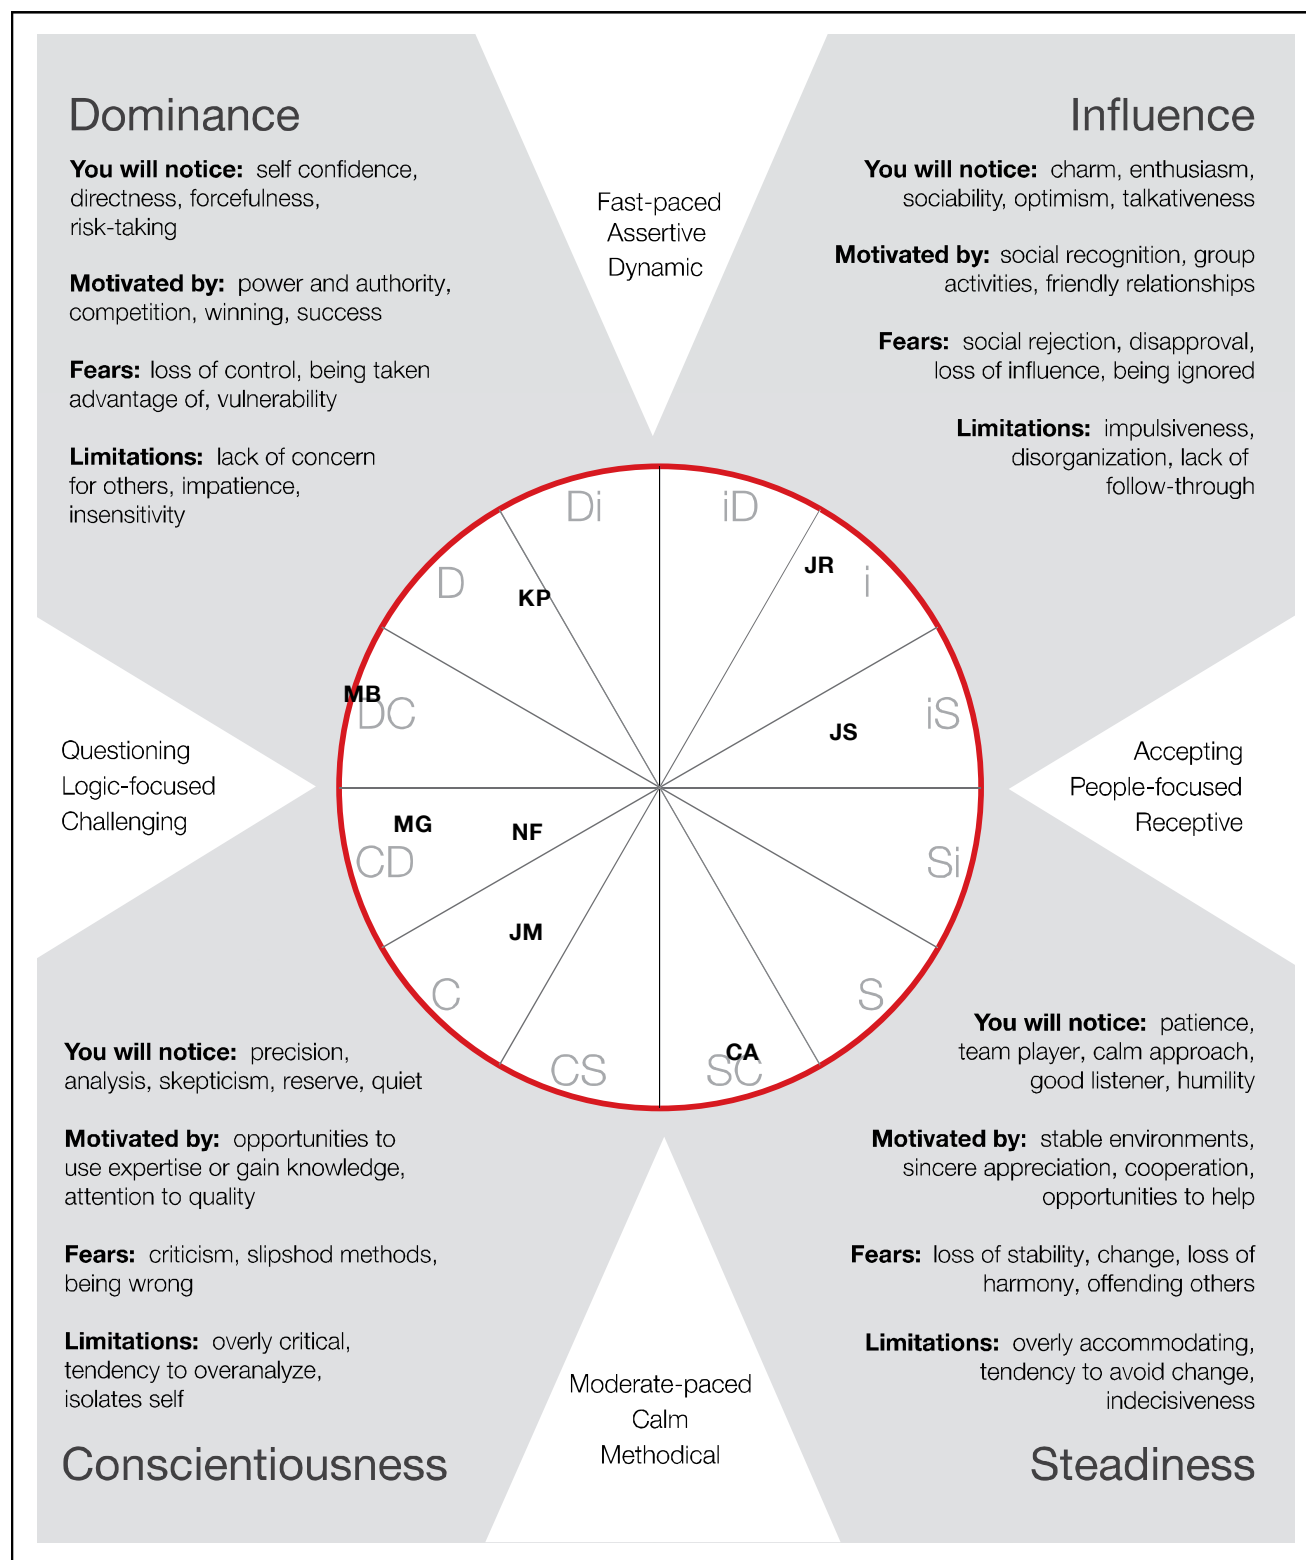 Dominance
You will notice: self confidence,
directness, forcefulness,
risk-taking
Motivated by: power and authority,
competition, winning, success
Fears: loss of control, being taken
advantage of, vulnerability
Limitations: lack of concern
for others, impatience,
insensitivity
Fast-paced
Assertive
Dynamic
Influence
You will notice: charm, enthusiasm,
sociability, optimism, talkativeness
Motivated by: social recognition, group
activities, friendly relationships
Fears: social rejection, disapproval,
loss of influence, being ignored
Limitations: impulsiveness,
disorganization, lack of
follow-through
Di
iD
JR
D
i
KP
MB
DC
iS
JS
Questioning
Logic-focused
Challenging
Accepting
People-focused
Receptive
MG
NF
CD
Si
JM
C
S
CA
CS
SC
You will notice: precision,
analysis, skepticism, reserve, quiet
Motivated by: opportunities to
use expertise or gain knowledge,
attention to quality
Fears: criticism, slipshod methods,
being wrong
Limitations: overly critical,
tendency to overanalyze,
isolates self
Conscientiousness
Moderate-paced
Calm
Methodical
You will notice: patience,
team player, calm approach,
good listener, humility
Motivated by: stable environments,
sincere appreciation, cooperation,
opportunities to help
Fears: loss of stability, change, loss of
harmony, offending others
Limitations: overly accommodating,
tendency to avoid change,
indecisiveness
Steadiness